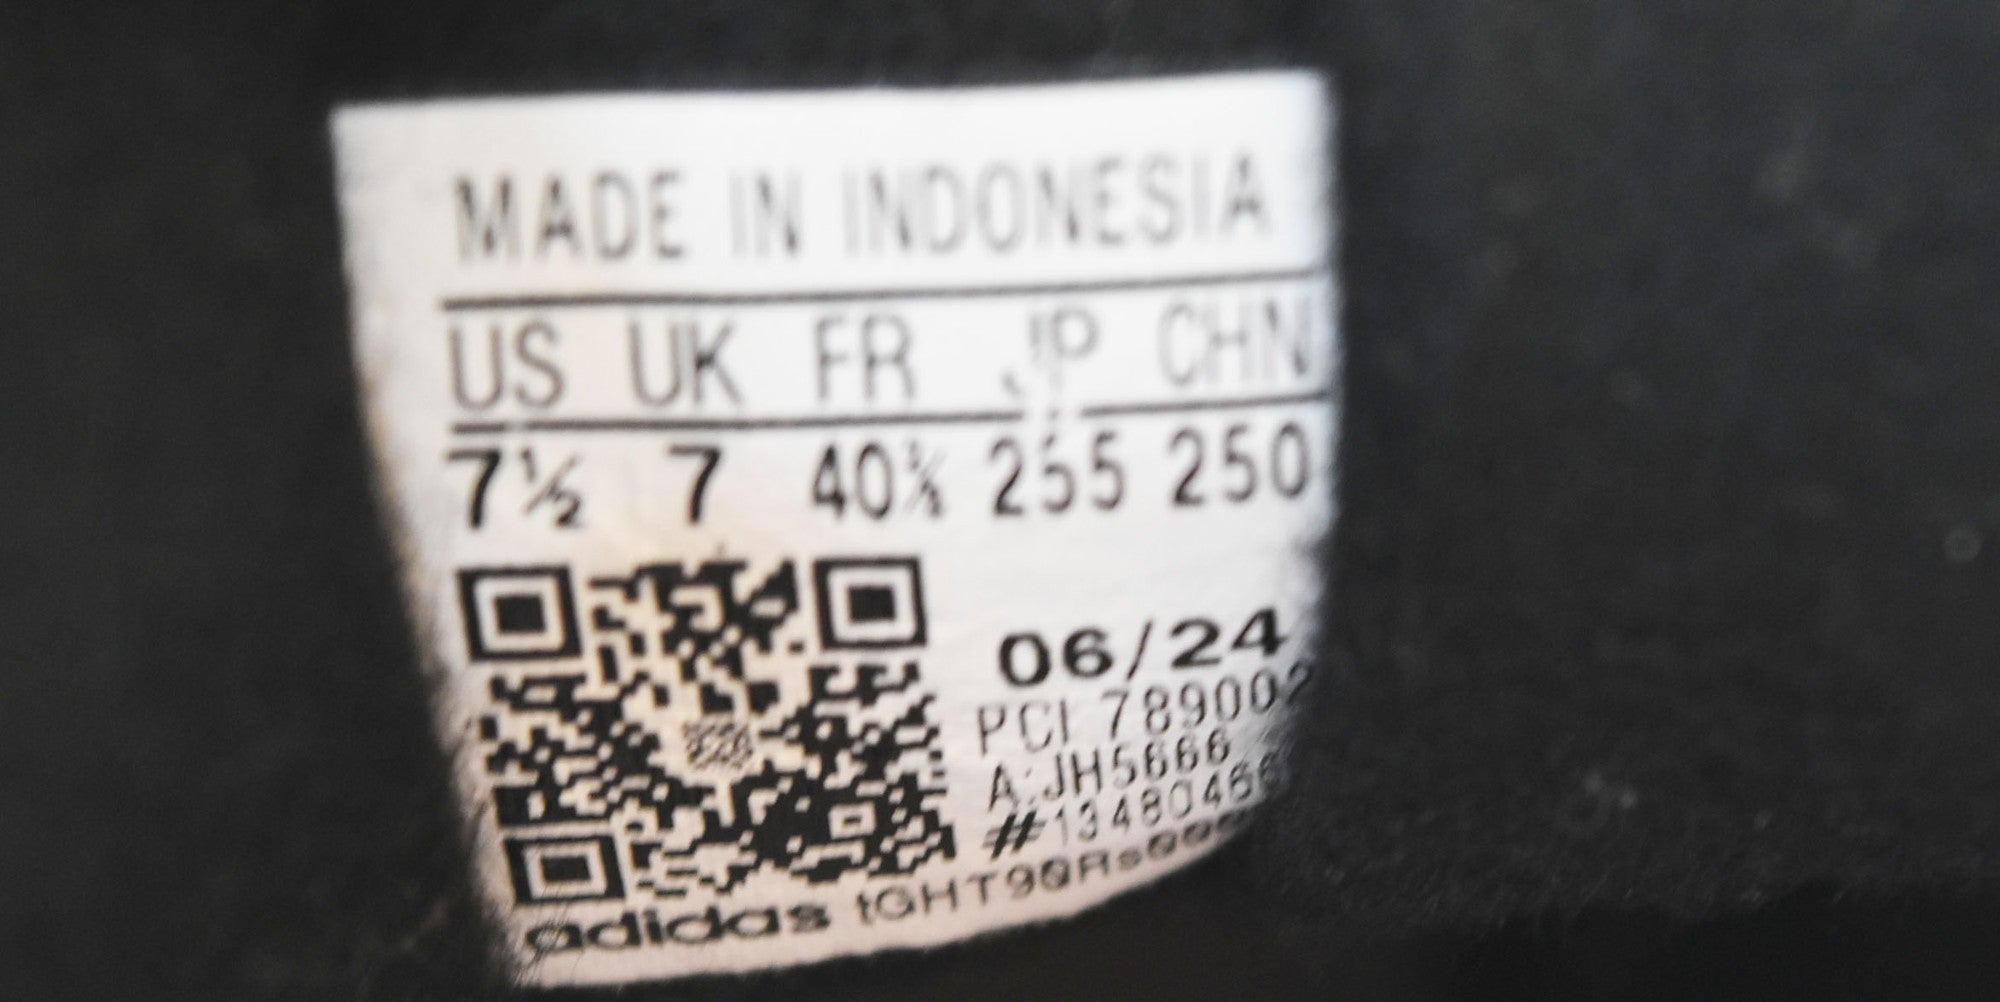 MADE IN INDONESIA
US UK FR JP CHN
7½ 7 40⅔ 255 250
06/24
PCI 789002
A:JH5666
adidas